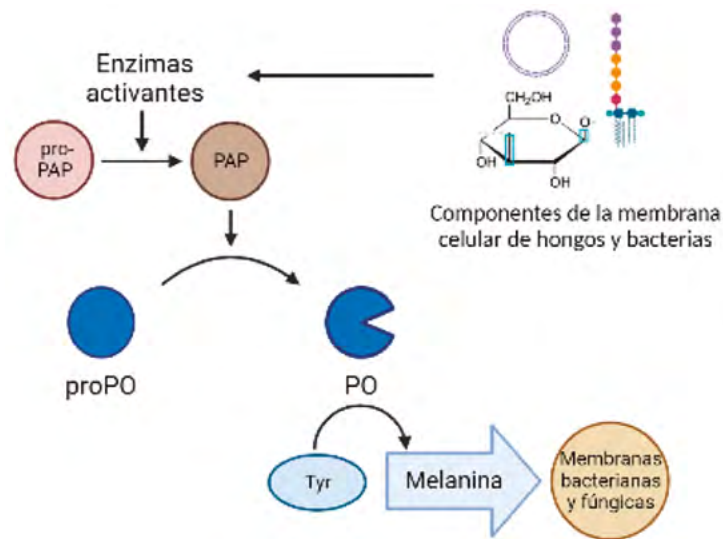 Enzimas
activantes
pro-
PAP
PAP
CH₂OH
O
O
OH
OH
OH
Componentes de la membrana
celular de hongos y bacterias
proPO
PO
Tyr
Melanina
Membranas
bacterianas
y fúngicas